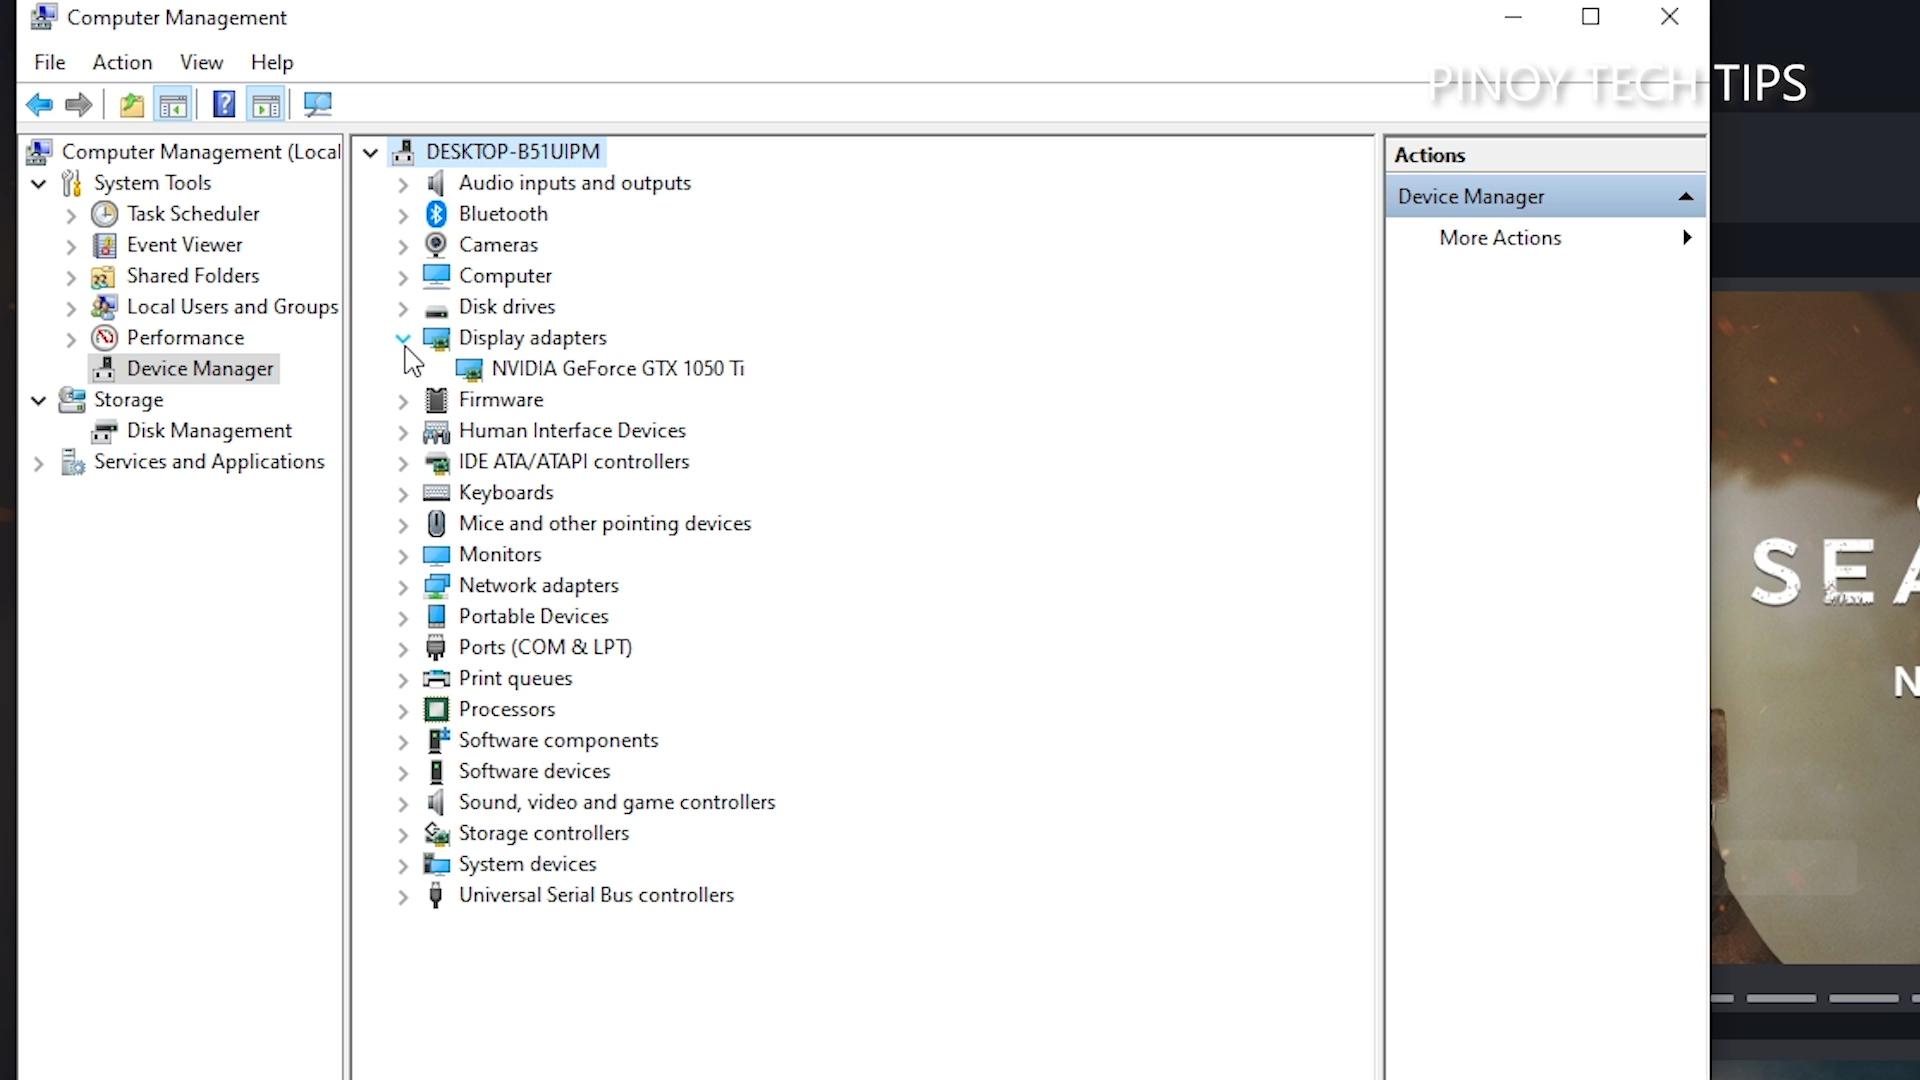 Computer Management
File Action View Help
PINOY TECH TIPS
Computer Management (Local
System Tools
Task Scheduler
Event Viewer
Shared Folders
Local Users and Groups
Performance
Device Manager
Storage
Disk Management
Services and Applications
DESKTOP-B51UIPM
Audio inputs and outputs
Bluetooth
Cameras
Computer
Disk drives
Display adapters
NVIDIA GeForce GTX 1050 Ti
Firmware
Human Interface Devices
IDE ATA/ATAPI controllers
Keyboards
Mice and other pointing devices
Monitors
Network adapters
Portable Devices
Ports (COM & LPT)
Print queues
Processors
Software components
Software devices
Sound, video and game controllers
Storage controllers
System devices
Universal Serial Bus controllers
Actions
Device Manager
More Actions